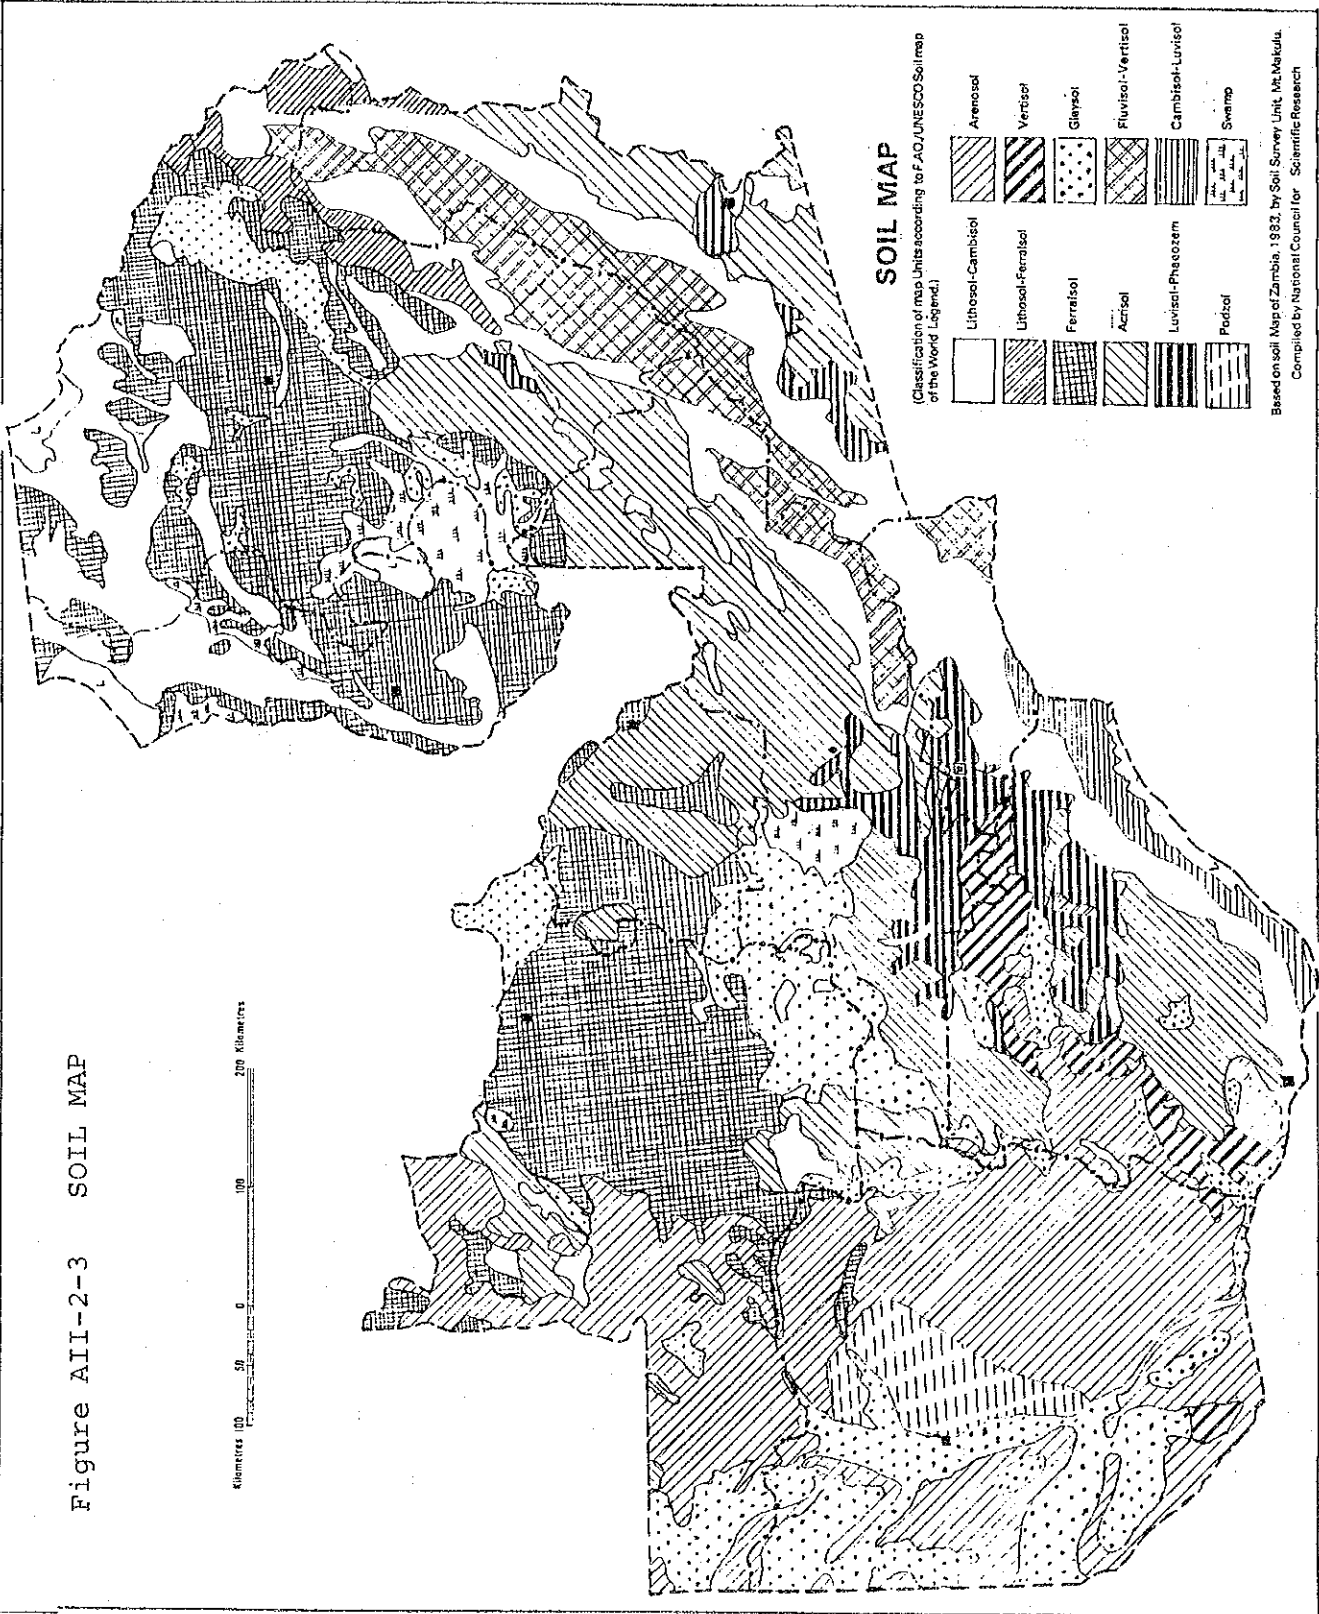 Figure AII-2-3 SOIL MAP
Kilometres 100 50 0 100 200 Kilometres
SOIL MAP
(Classification of map Units according to F.A.O./UNESCO Soil map
of the World Legend.)
Lithosol-Cambisol
Lithosol-Ferralsol
Ferralsol
Acrisol
Luvisol-Phaeozem
Podzol
Arenosol
Vertisol
Gleysol
Fluvisol-Vertisol
Cambisol-Luvisol
Swamp
Based on soil Map of Zambia, 1983, by Soil Survey Unit, Mt. Makulu.
Compiled by National Council for Scientific Research